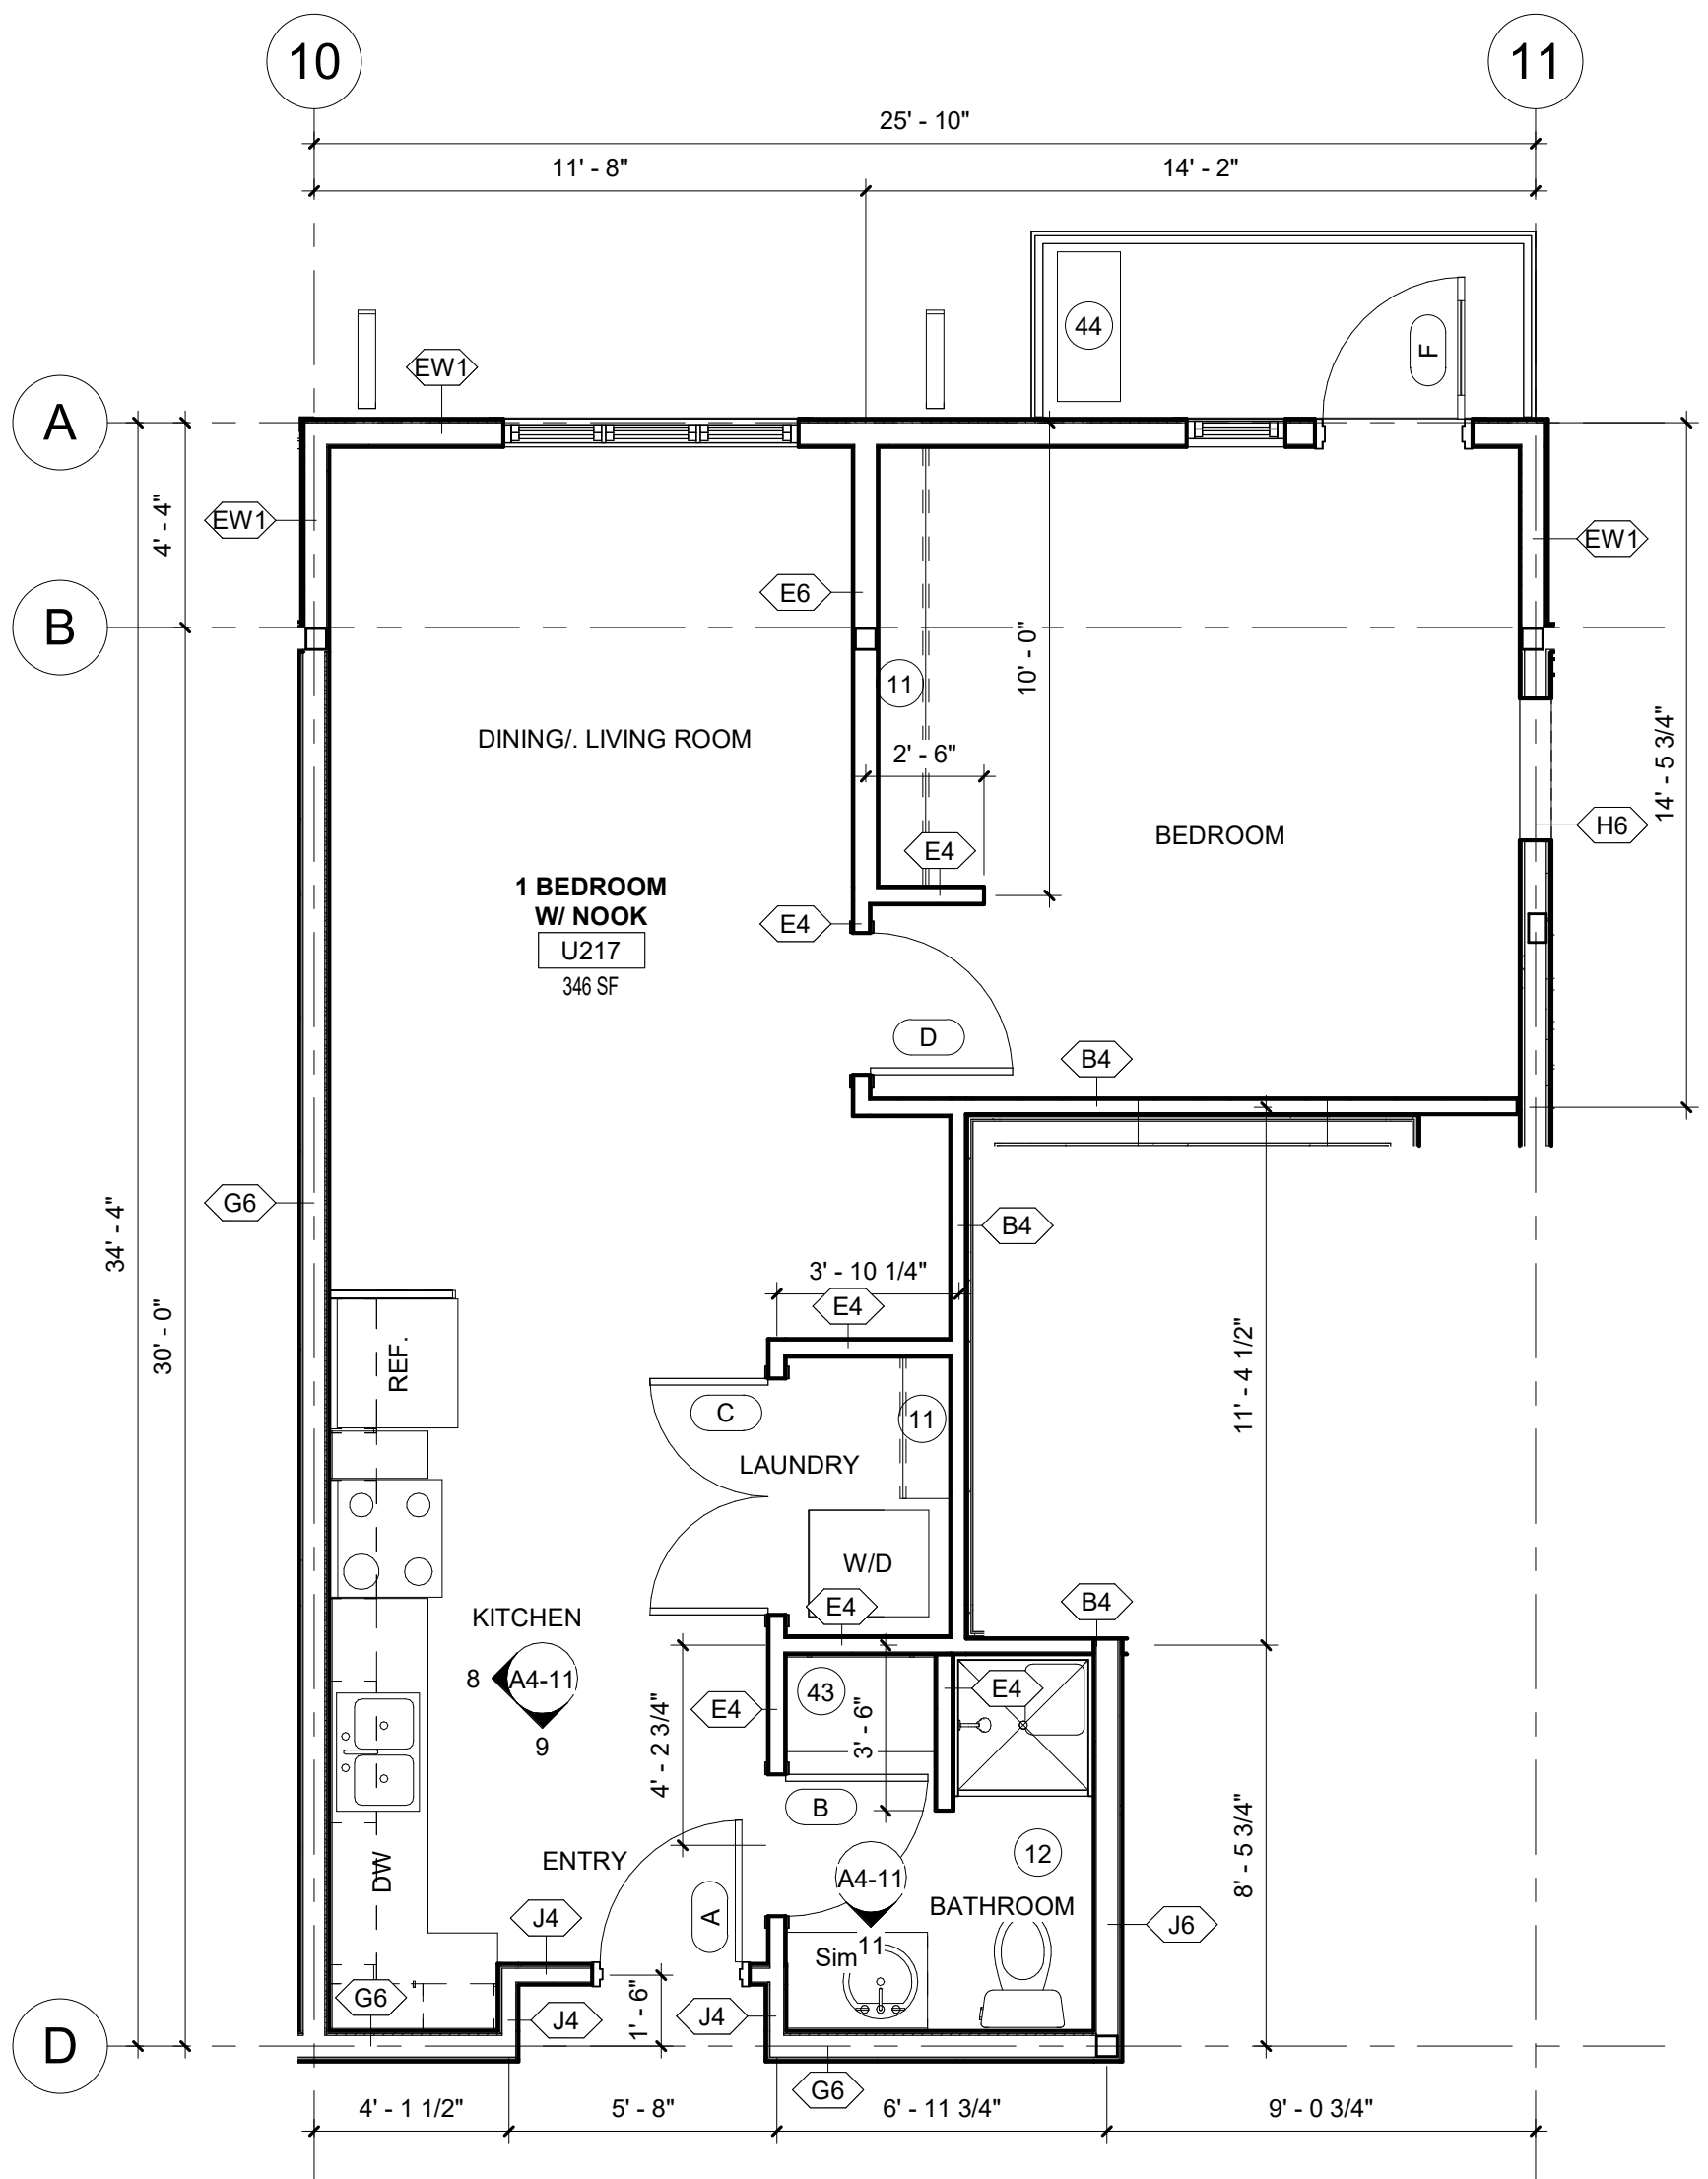 10
11
25' - 10"
11' - 8"
14' - 2"
44
F
EW1
A
EW1
EW1
4' - 4"
E6
B
10' - 0"
11
DINING/. LIVING ROOM
2' - 6"
14' - 5 3/4"
BEDROOM
H6
E4
1 BEDROOM
W/ NOOK
U217
346 SF
E4
D
B4
34' - 4"
G6
B4
3' - 10 1/4"
E4
30' - 0"
REF.
11' - 4 1/2"
C
11
LAUNDRY
W/D
E4
B4
KITCHEN
8
A4-11
9
E4
43
E4
4' - 2 3/4"
3' - 6"
B
ENTRY
12
8' - 5 3/4"
DW
A4-11
BATHROOM
J4
A
J6
Sim
11
G6
J4
1' - 6"
J4
D
G6
4' - 1 1/2"
5' - 8"
6' - 11 3/4"
9' - 0 3/4"